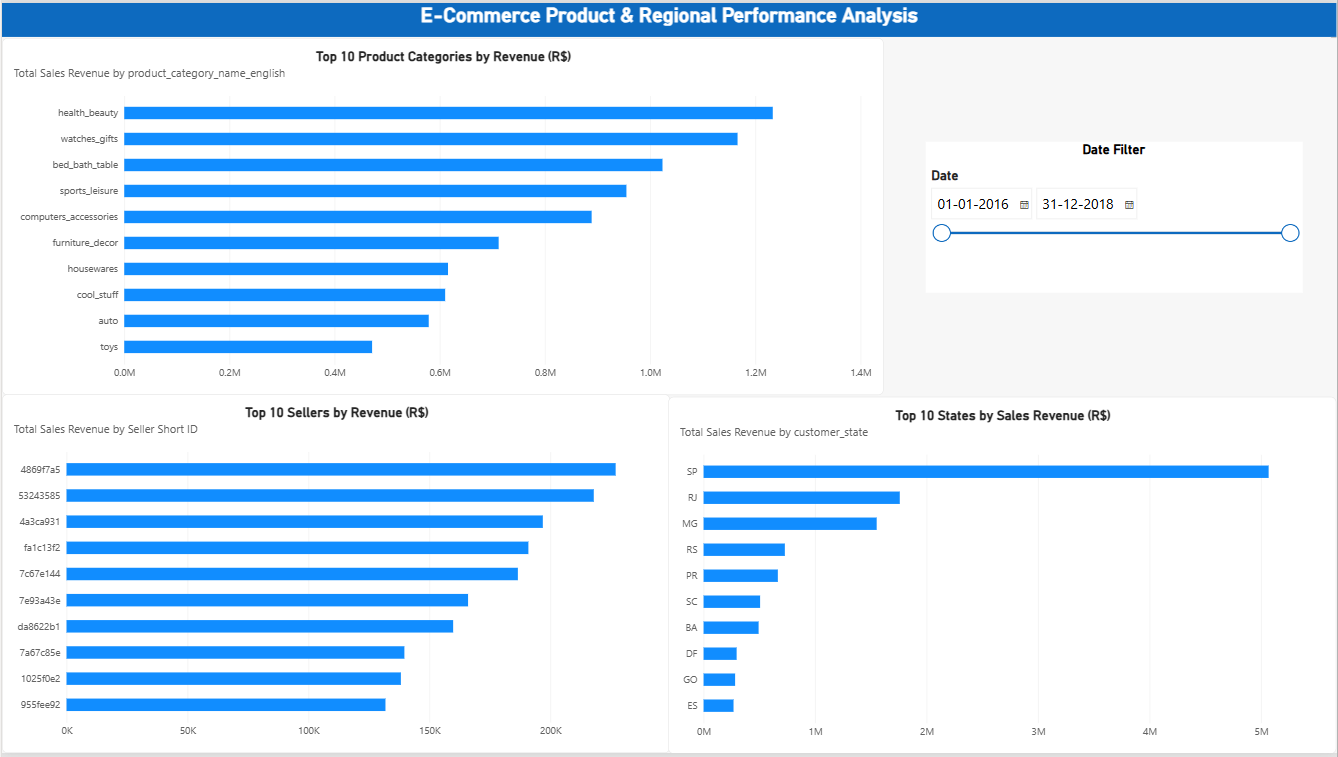 E-Commerce Product & Regional Performance Analysis
Top 10 Product Categories by Revenue (R$)
Total Sales Revenue by product_category_name_english
health_beauty
watches_gifts
bed_bath_table
sports_leisure
computers_accessories
furniture_decor
housewares
cool_stuff
auto
toys
0.0M 0.2M 0.4M 0.6M 0.8M 1.0M 1.2M 1.4M
Date Filter
Date
01-01-2016 31-12-2018
Top 10 Sellers by Revenue (R$)
Total Sales Revenue by Seller Short ID
4869f7a5
53243585
4a3ca931
fa1c13f2
7c67e144
7e93a43e
da8622b1
7a67c85e
1025f0e2
955fee92
0K 50K 100K 150K 200K
Top 10 States by Sales Revenue (R$)
Total Sales Revenue by customer_state
SP
RJ
MG
RS
PR
SC
BA
DF
GO
ES
0M 1M 2M 3M 4M 5M